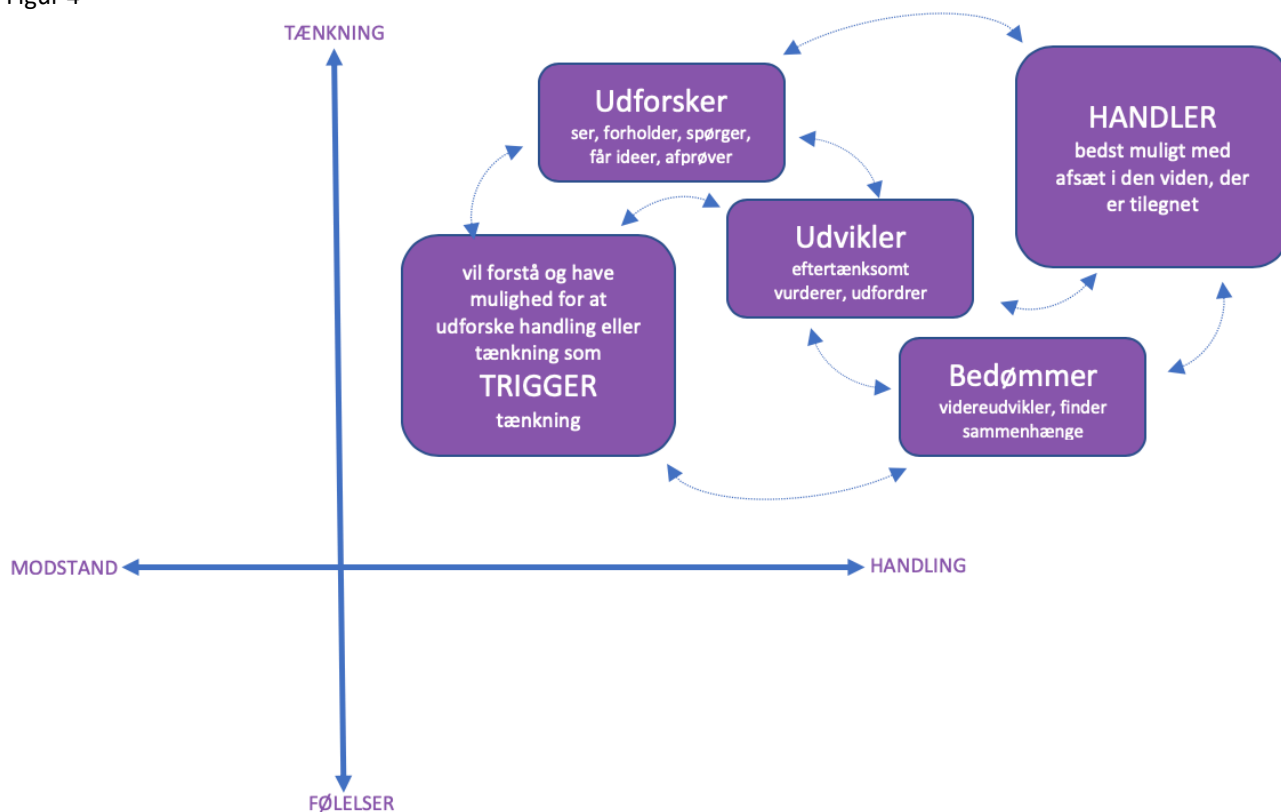 Figur 4
TÆNKNING
Udforsker
ser, forholder, spørger,
får ideer, afprøver
HANDLER
bedst muligt med
afsæt i den viden, der
er tilegnet
Udvikler
eftertænksomt
vurderer, udfordrer
vil forstå og have
mulighed for at
udforske handling eller
tænkning som
TRIGGER
tænkning
Bedømmer
videreudvikler, finder
sammenhænge
MODSTAND
HANDLING
FØLELSER